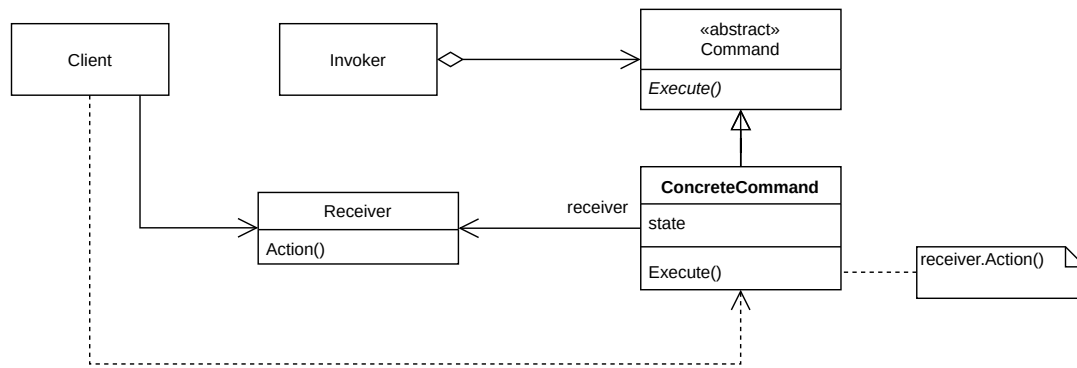 Client
Invoker
«abstract»
Command
Execute()
ConcreteCommand
state
Execute()
receiver
Receiver
Action()
receiver.Action()